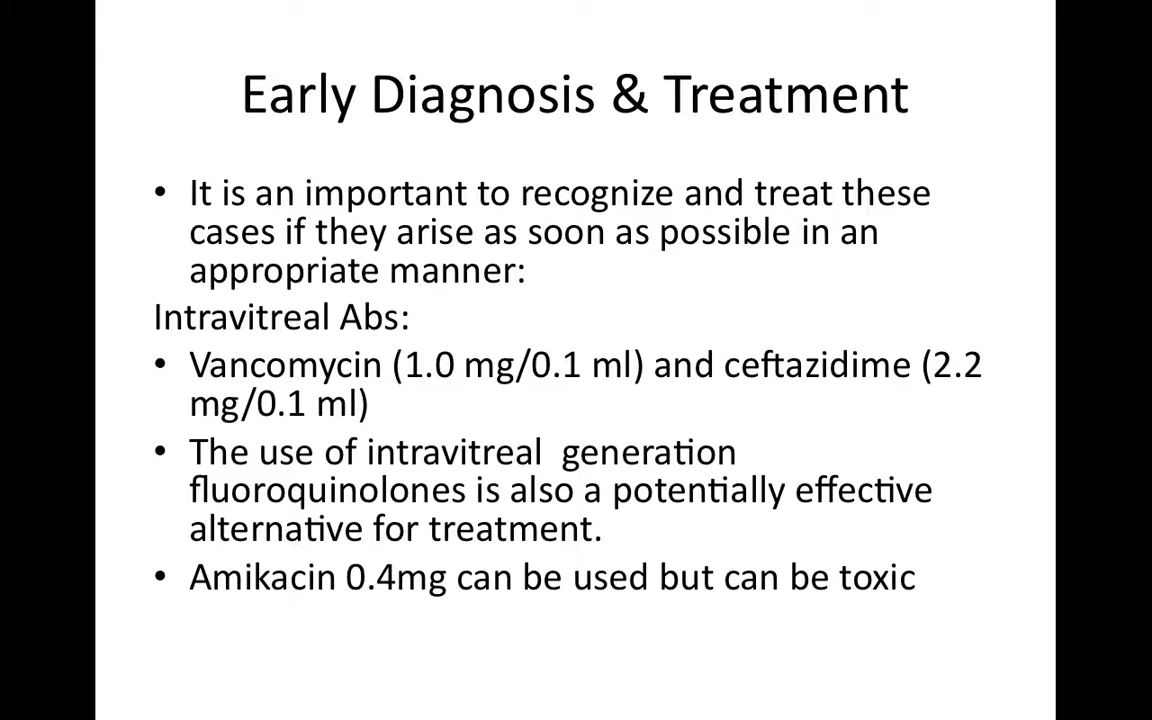 Early Diagnosis & Treatment
• It is an important to recognize and treat these
cases if they arise as soon as possible in an
appropriate manner:
Intravitreal Abs:
• Vancomycin (1.0 mg/0.1 ml) and ceftazidime (2.2
mg/0.1 ml)
• The use of intravitreal  generation
fluoroquinolones is also a potentially effective
alternative for treatment.
• Amikacin 0.4mg can be used but can be toxic